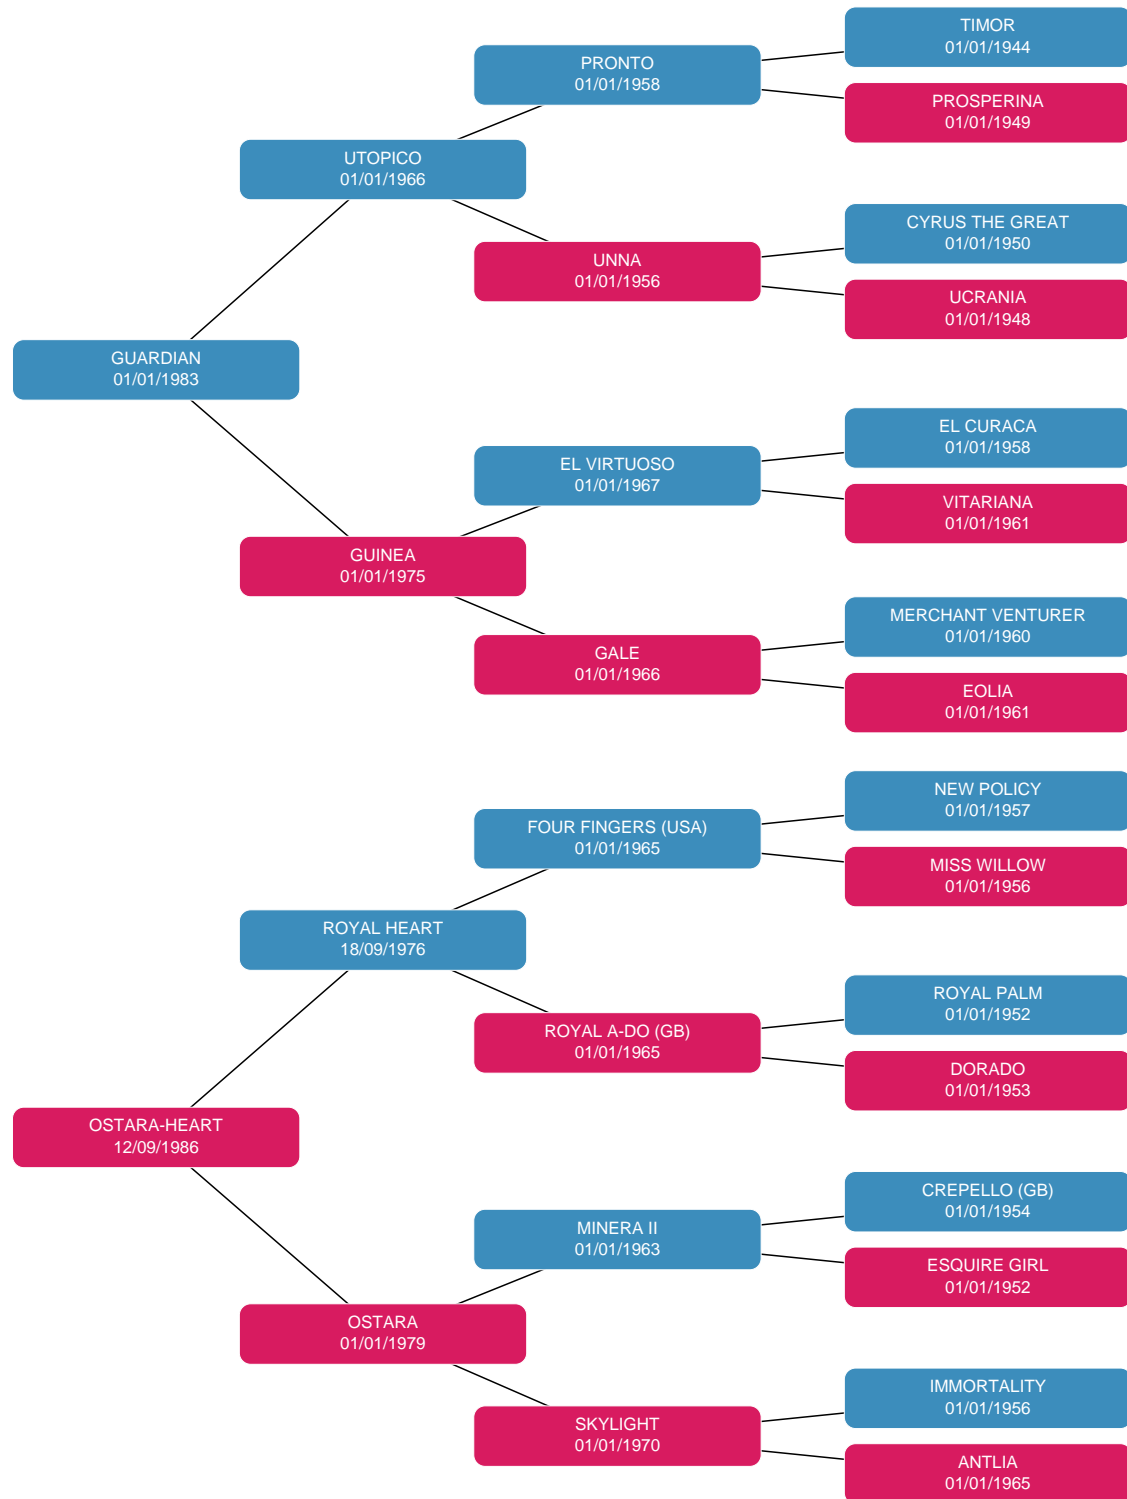 TIMOR
01/01/1944
PRONTO
01/01/1958
PROSPERINA
01/01/1949
UTOPICO
01/01/1966
CYRUS THE GREAT
01/01/1950
UNNA
01/01/1956
UCRANIA
01/01/1948
GUARDIAN
01/01/1983
EL CURACA
01/01/1958
EL VIRTUOSO
01/01/1967
VITARIANA
01/01/1961
GUINEA
01/01/1975
MERCHANT VENTURER
01/01/1960
GALE
01/01/1966
EOLIA
01/01/1961
NEW POLICY
01/01/1957
FOUR FINGERS (USA)
01/01/1965
MISS WILLOW
01/01/1956
ROYAL HEART
18/09/1976
ROYAL PALM
01/01/1952
ROYAL A-DO (GB)
01/01/1965
DORADO
01/01/1953
OSTARA-HEART
12/09/1986
CREPELLO (GB)
01/01/1954
MINERA II
01/01/1963
ESQUIRE GIRL
01/01/1952
OSTARA
01/01/1979
IMMORTALITY
01/01/1956
SKYLIGHT
01/01/1970
ANTLIA
01/01/1965